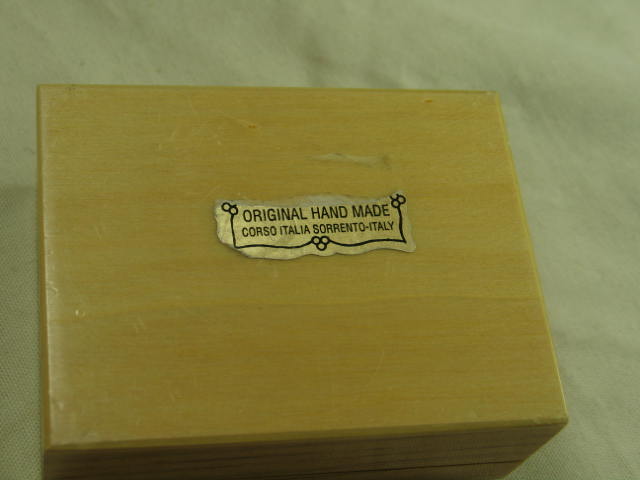 ORIGINAL HAND MADE
CORSO ITALIA SORRENTO-ITALY